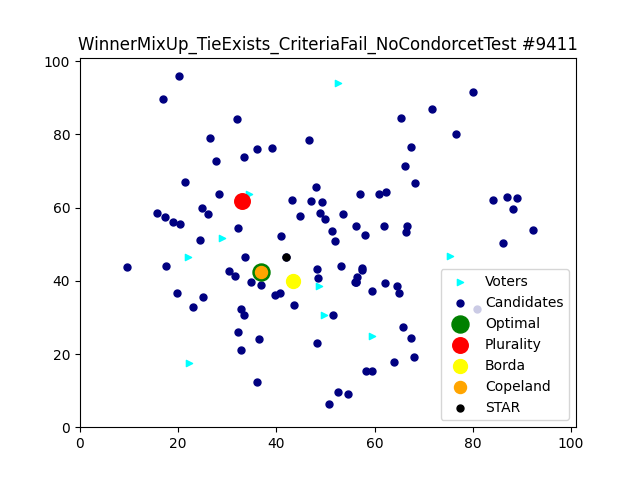 WinnerMixUp_TieExists_CriteriaFail_NoCondorcetTest #9411
100
80
60
40
20
0
0 20 40 60 80 100
Voters
Candidates
Optimal
Plurality
Borda
Copeland
STAR